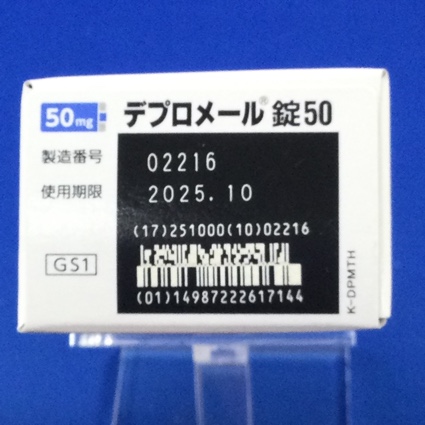 50mg デプロメール® 錠50
製造番号 02216
使用期限 2025.10
(17)251000(10)02216
GS1
(01)14987222617144
K-DPMTH